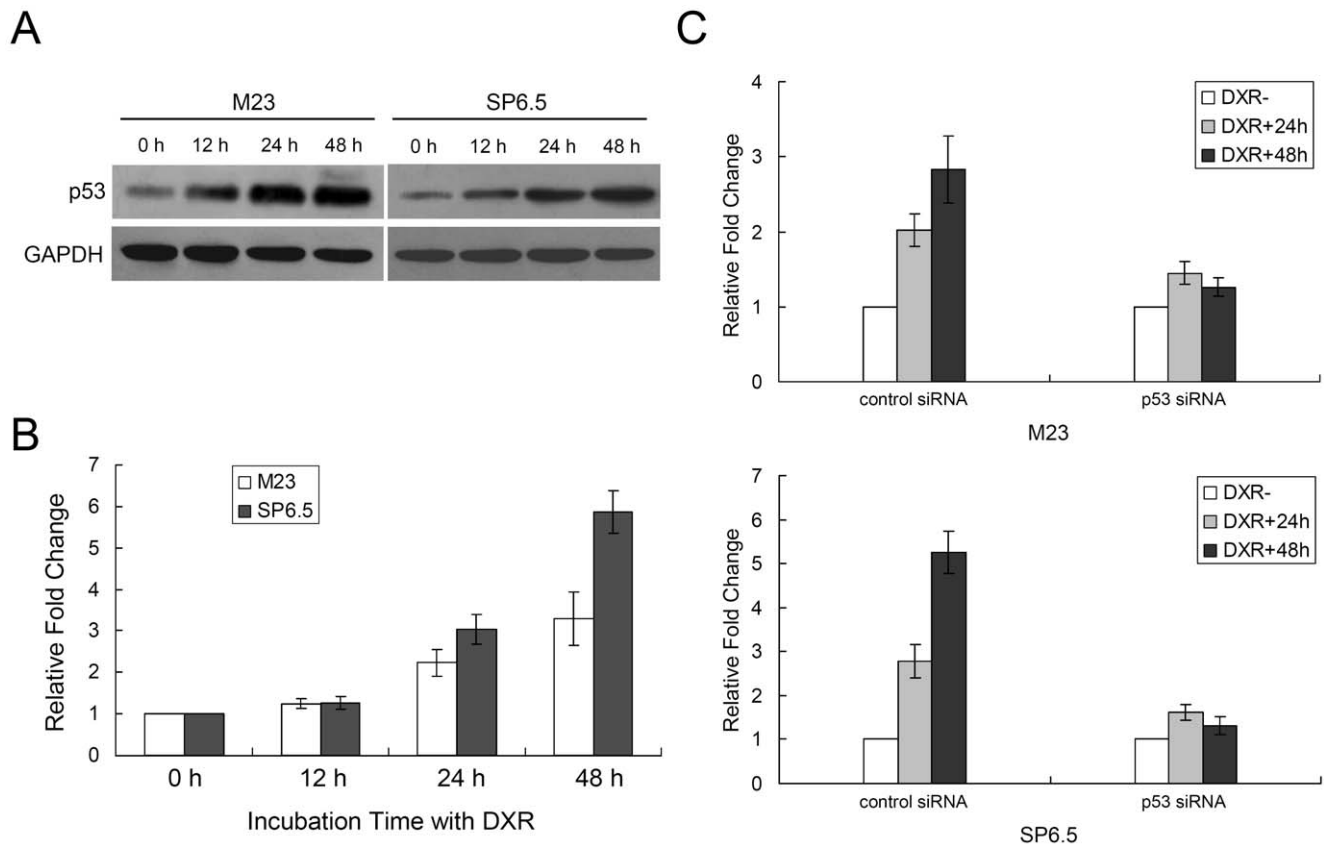 A
M23 SP6.5
0 h 12 h 24 h 48 h 0 h 12 h 24 h 48 h
p53
GAPDH
B
7
6
5
4
3
2
1
0
Relative Fold Change
M23
SP6.5
0 h 12 h 24 h 48 h
Incubation Time with DXR
C
4
3
2
1
0
Relative Fold Change
DXR-
DXR+24h
DXR+48h
control siRNA p53 siRNA
M23
7
6
5
4
3
2
1
0
Relative Fold Change
DXR-
DXR+24h
DXR+48h
control siRNA p53 siRNA
SP6.5